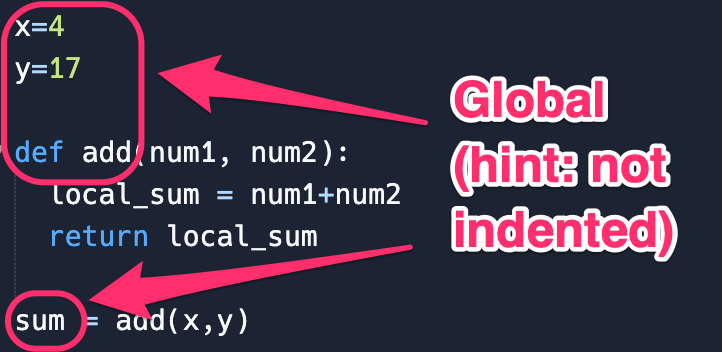 x=4
y=17
def add(num1, num2):
local_sum = num1+num2
return local_sum
sum = add(x,y)
Global
(hint: not
indented)